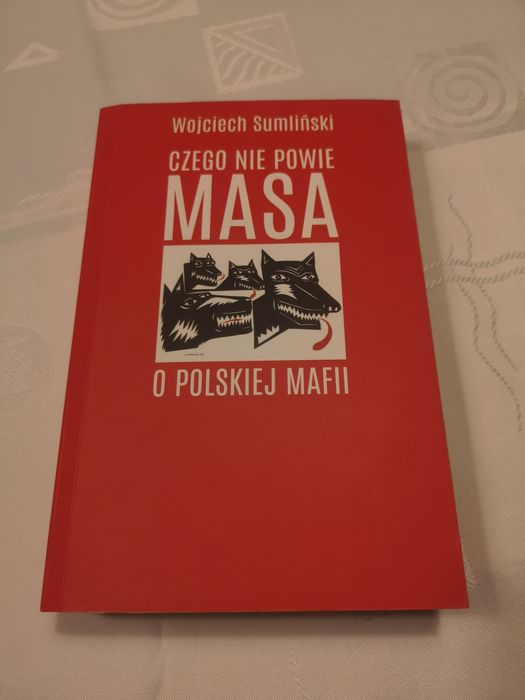 Wojciech Sumliński
CZEGO NIE POWIE
MASA
O POLSKIEJ MAFII